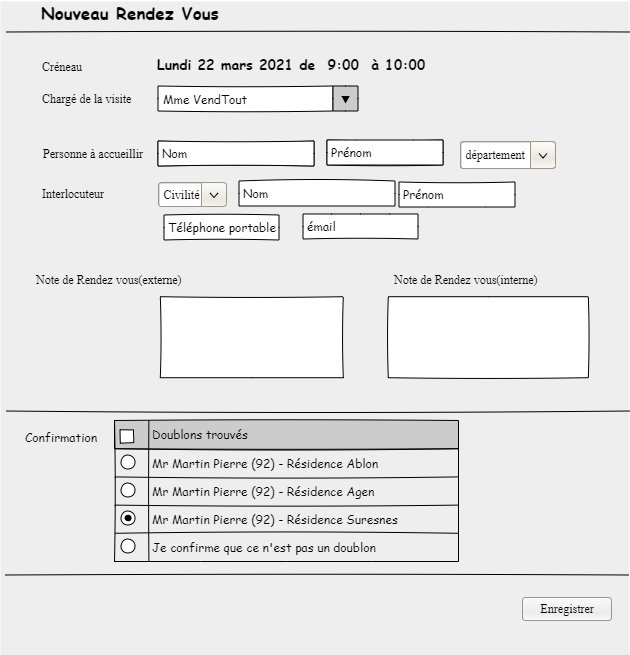 Nouveau Rendez Vous
Créneau Lundi 22 mars 2021 de 9:00 à 10:00
Chargé de la visite Mme VendTout
Personne à accueillir Nom Prénom département
Interlocuteur Civilité Nom Prénom
Téléphone portable émail
Note de Rendez vous(externe) Note de Rendez vous(interne)
Confirmation Doublons trouvés
Mr Martin Pierre (92) - Résidence Ablon
Mr Martin Pierre (92) - Résidence Agen
Mr Martin Pierre (92) - Résidence Suresnes
Je confirme que ce n'est pas un doublon
Enregistrer